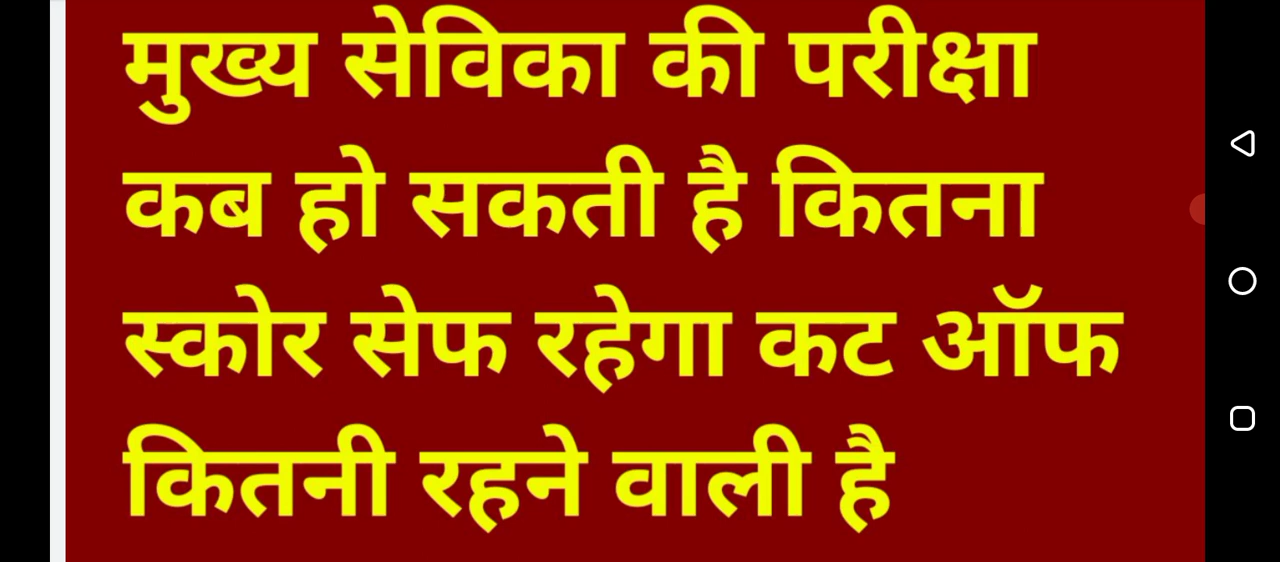 मुख्य सेविका की परीक्षा
कब हो सकती है कितना
स्कोर सेफ रहेगा कट ऑफ
कितनी रहने वाली है